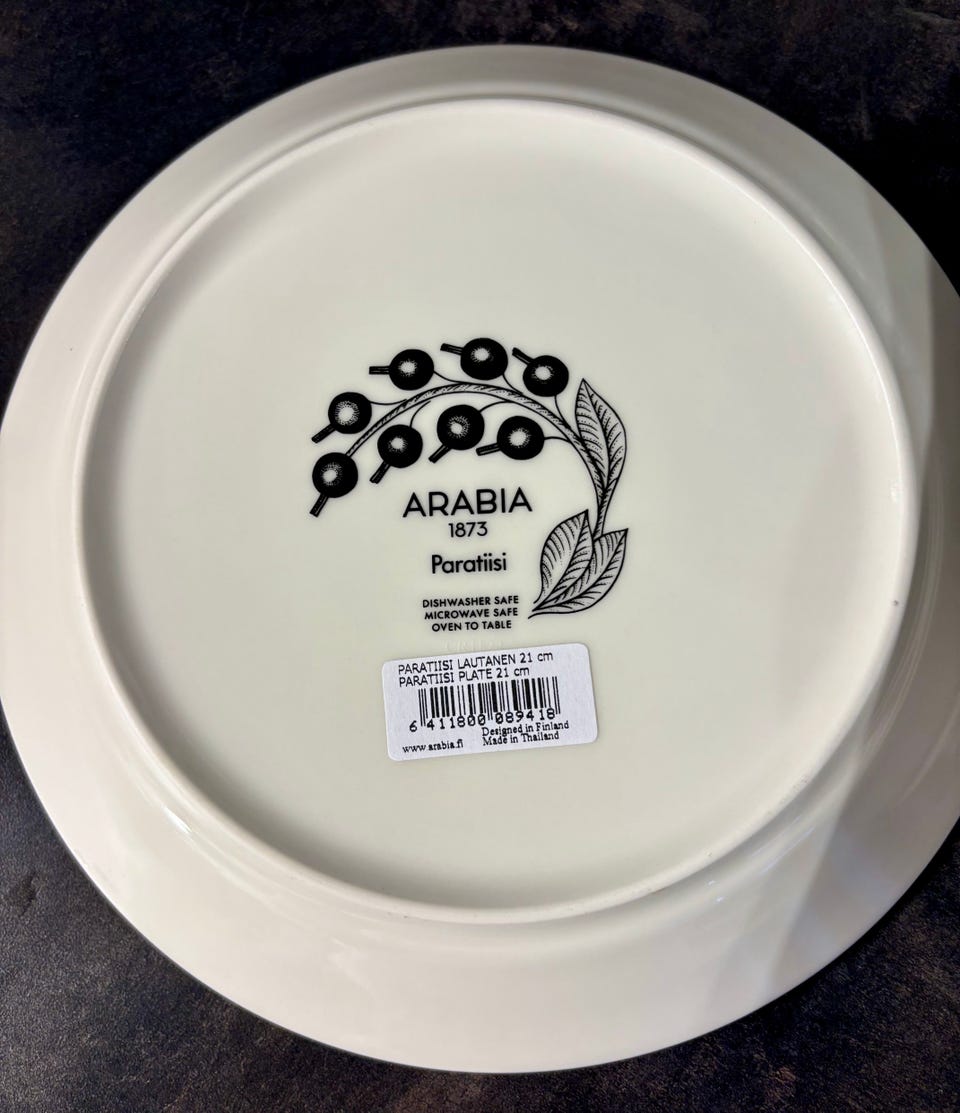 ARABIA
1873
Paratiisi
DISHWASHER SAFE
MICROWAVE SAFE
OVEN TO TABLE
PARATIISI LAUTANEN 21 cm
PARATIISI PLATE 21 cm
6 411800 089418
Designed in Finland
www.arabia.fi Made in Thailand